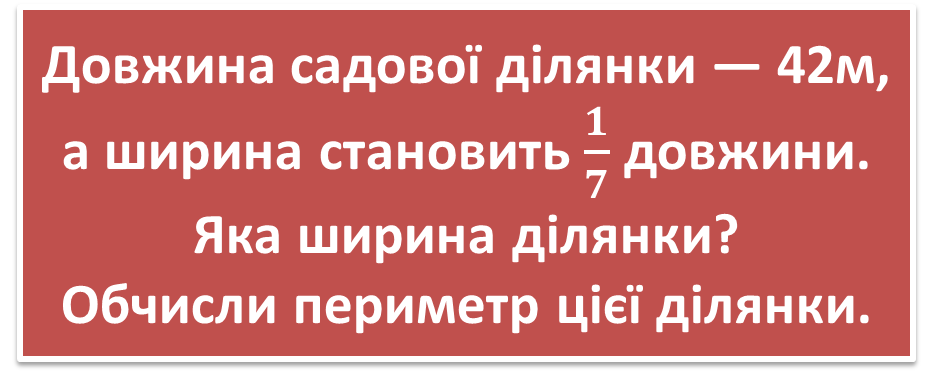 Довжина садової ділянки — 42м,
а ширина становить 1/7 довжини.
Яка ширина ділянки?
Обчисли периметр цієї ділянки.